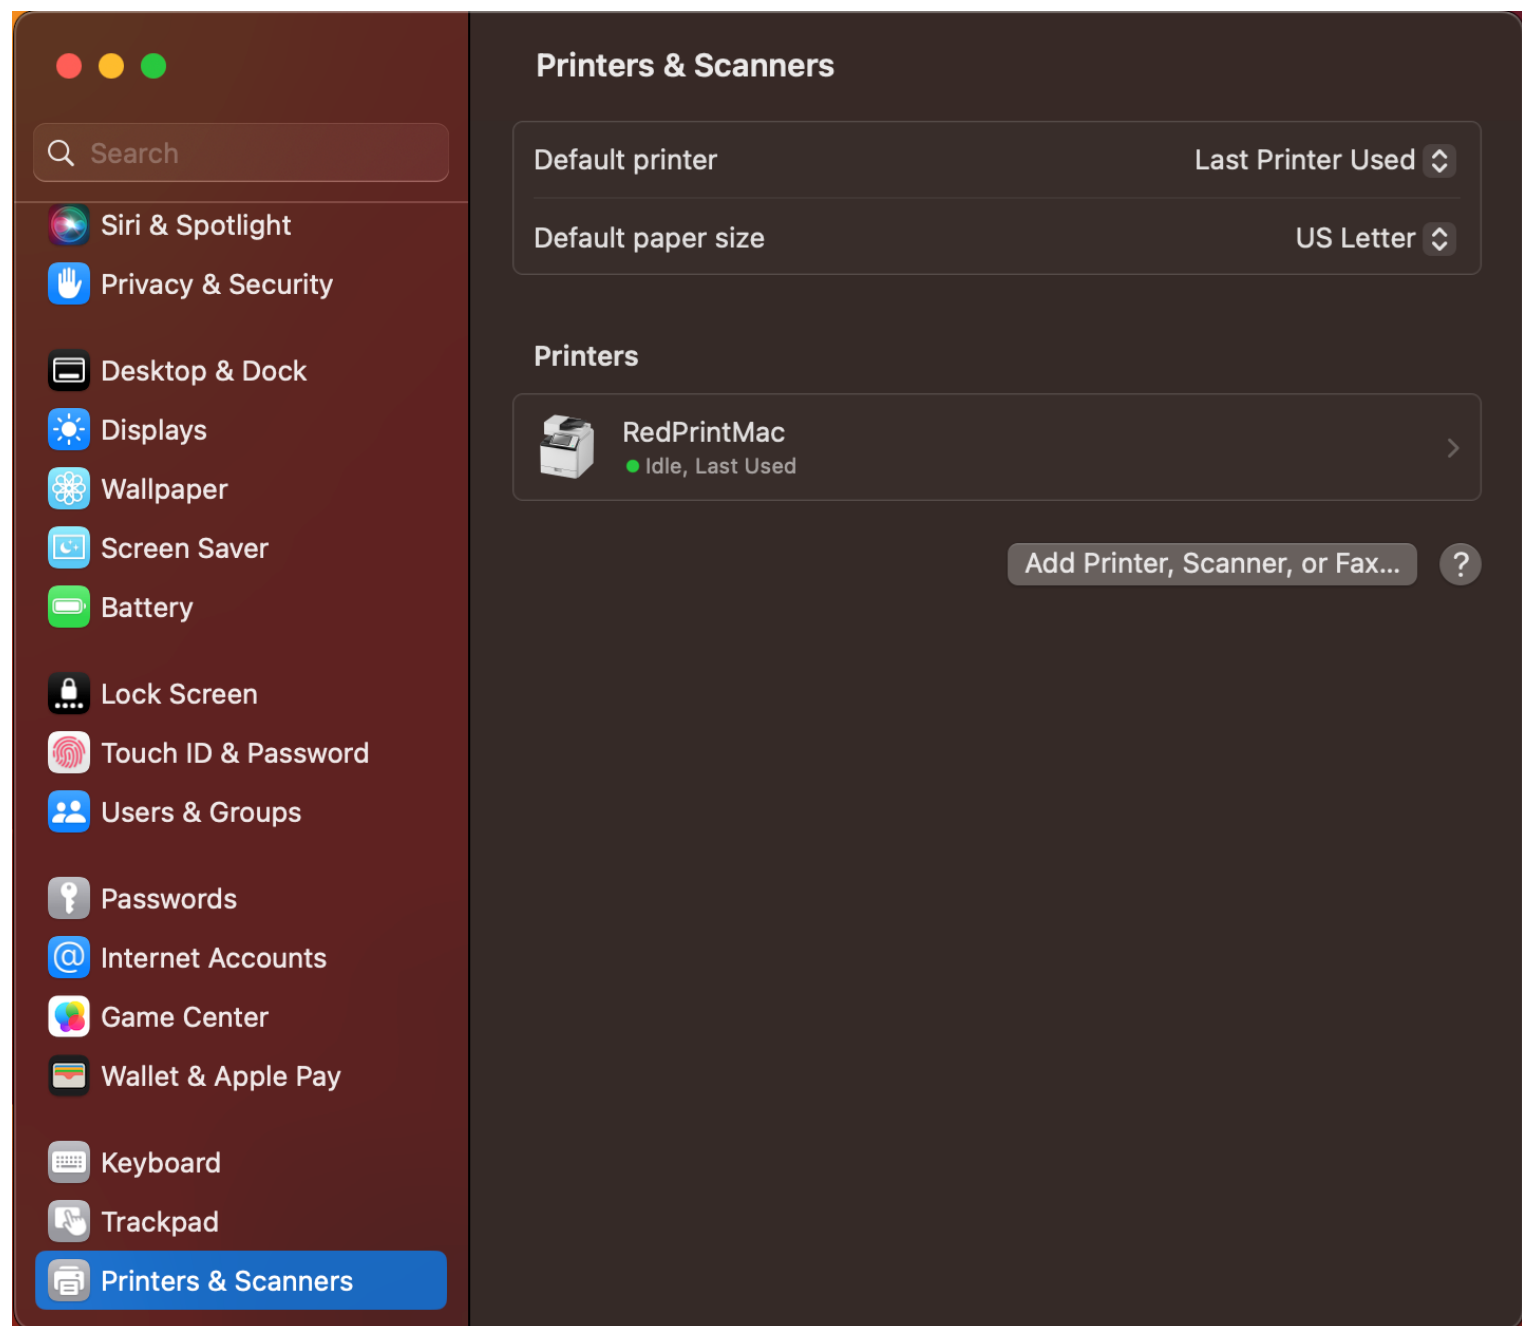 Search
Siri & Spotlight
Privacy & Security
Desktop & Dock
Displays
Wallpaper
Screen Saver
Battery
Lock Screen
Touch ID & Password
Users & Groups
Passwords
@ Internet Accounts
Game Center
Wallet & Apple Pay
Keyboard
Trackpad
Printers & Scanners
Printers & Scanners
Default printer Last Printer Used
Default paper size US Letter
Printers
RedPrintMac
Idle, Last Used
Add Printer, Scanner, or Fax... ?